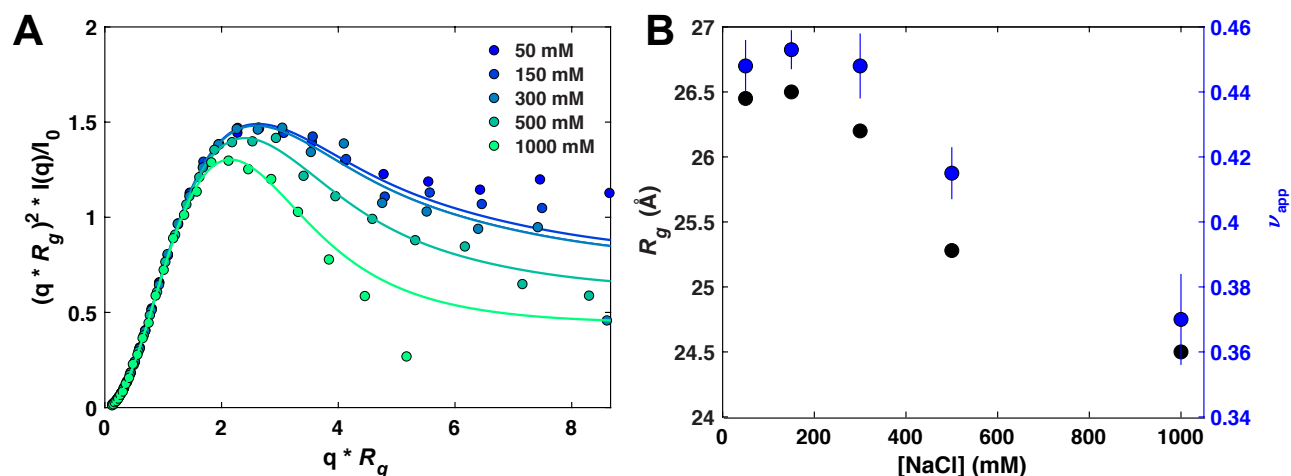 A
2
1.5
1
0.5
0
0
2
4
6
8
(q * Rg)² * I(q)/I₀
q * Rg
50 mM
150 mM
300 mM
500 mM
1000 mM
B
27
26.5
26
25.5
25
24.5
24
Rg (Å)
0
200
400
600
800
1000
[NaCl] (mM)
0.46
0.44
0.42
0.4
0.38
0.36
0.34
νapp